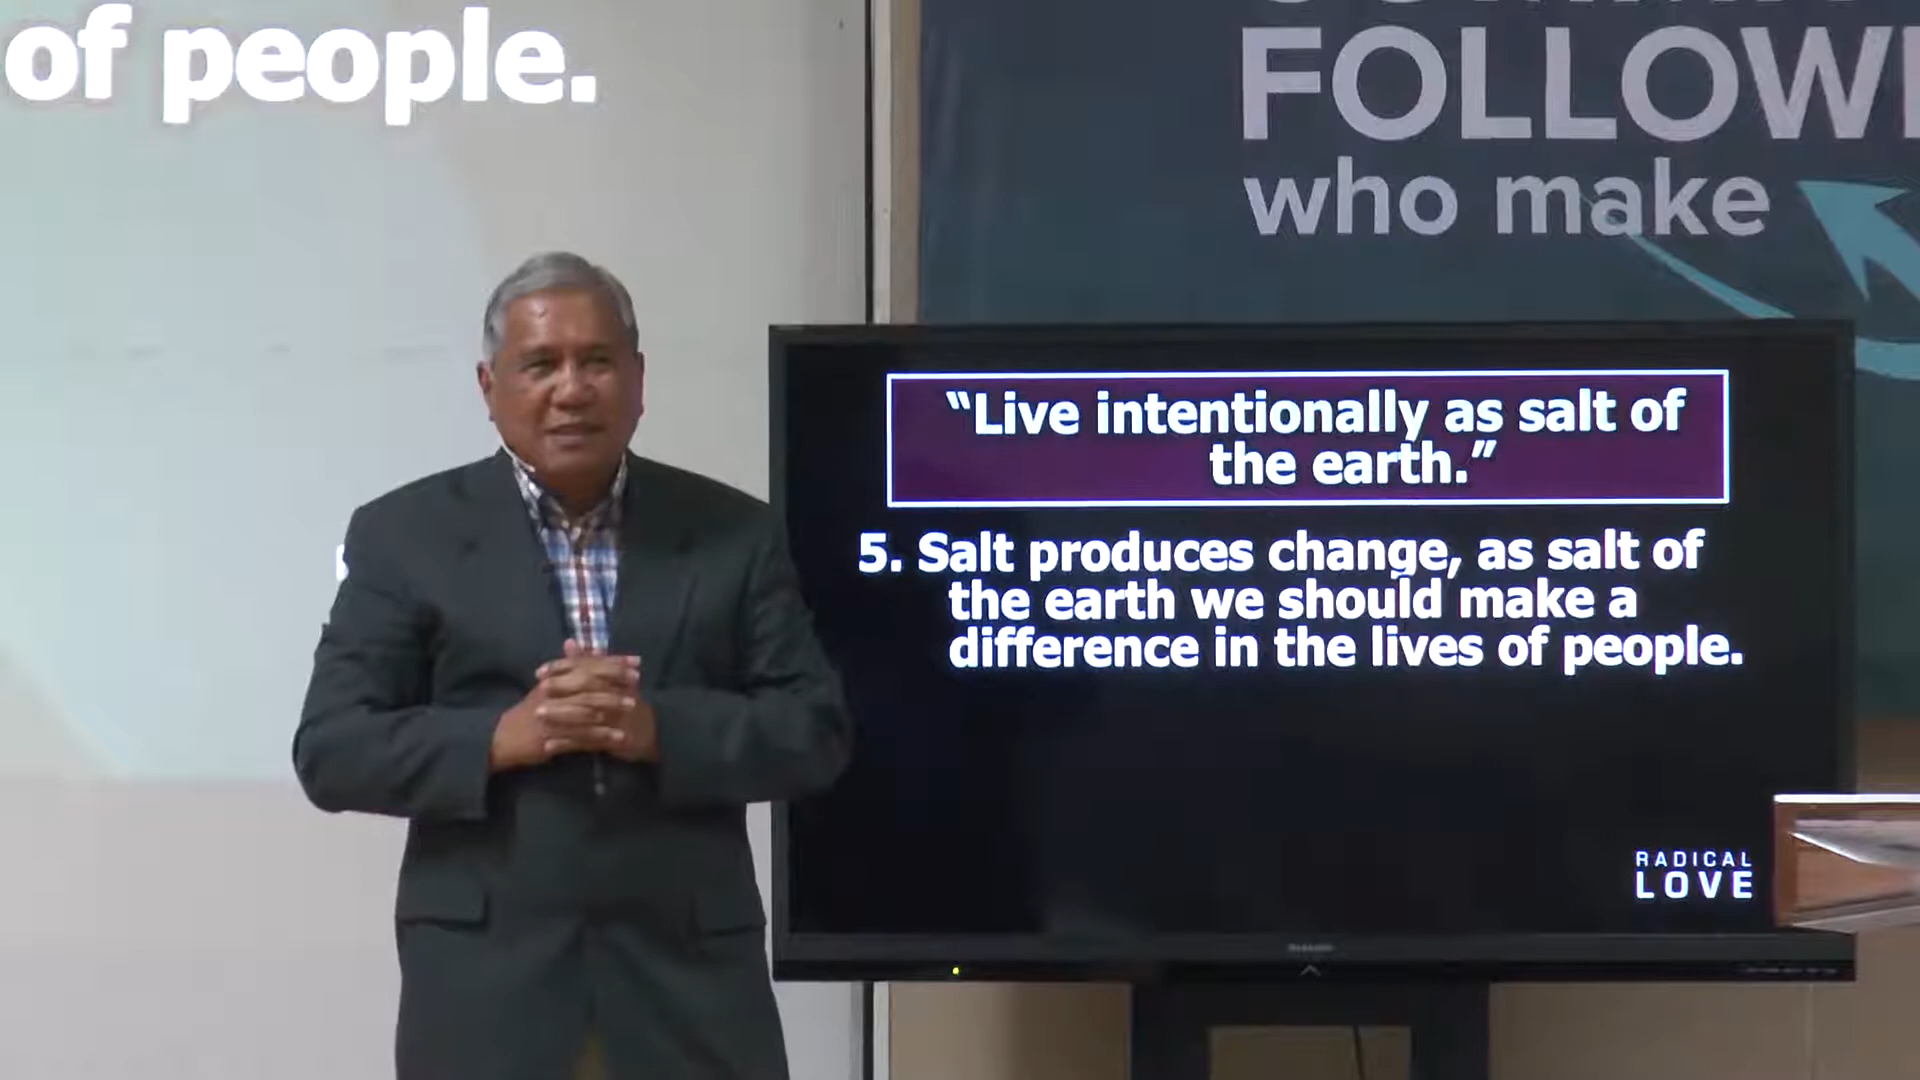 of people.
FOLLOW
who make
“Live intentionally as salt of
the earth.”
5. Salt produces change, as salt of
the earth we should make a
difference in the lives of people.
RADICAL
LOVE